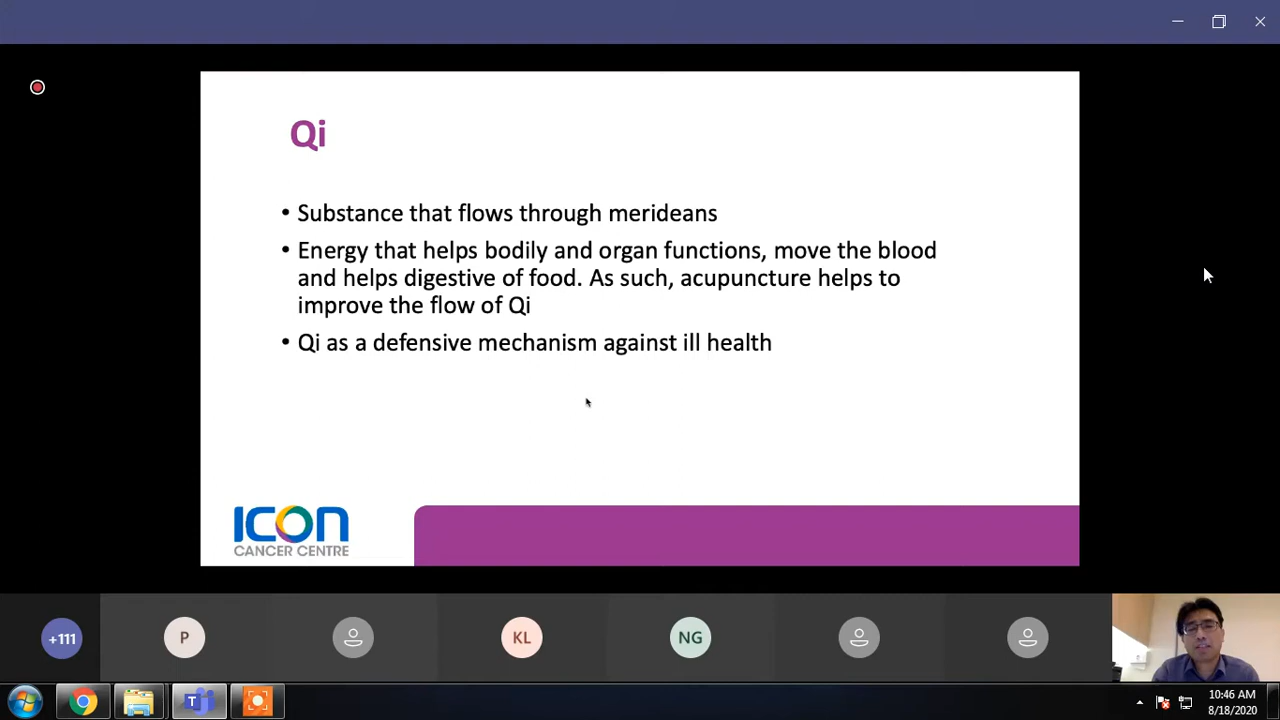 Qi
• Substance that flows through merideans
• Energy that helps bodily and organ functions, move the blood
and helps digestive of food. As such, acupuncture helps to
improve the flow of Qi
• Qi as a defensive mechanism against ill health
ICON
CANCER CENTRE
+111
P
KL
NG
T
10:46 AM
8/18/2020